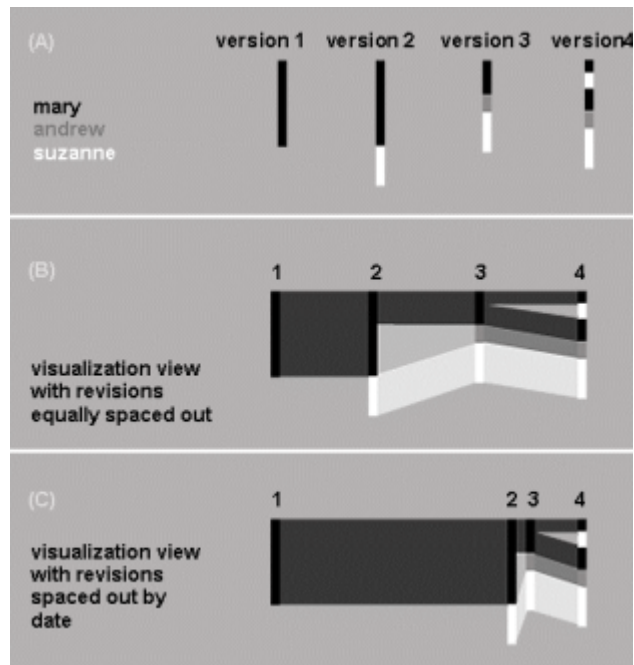 (A) version 1 version 2 version 3 version4
mary
andrew
suzanne
(B) 1 2 3 4
visualization view
with revisions
equally spaced out
(C) 1 2 3 4
visualization view
with revisions
spaced out by
date